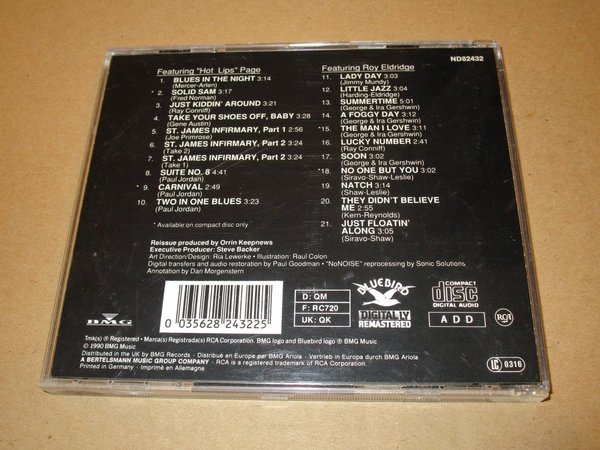 ND82432
Featuring "Hot Lips" Page
1. BLUES IN THE NIGHT 3:14
(Mercer-Arlen)
*2. SOLID SAM 3:17
(Fred Norman)
3. JUST KIDDIN' AROUND 3:21
(Ray Conniff)
4. TAKE YOUR SHOES OFF, BABY 3:28
(Gene Austin)
5. ST. JAMES INFIRMARY, Part 1 2:56
(Joe Primrose)
6. ST. JAMES INFIRMARY, Part 2 3:24
(Take 2)
7. ST. JAMES INFIRMARY, Part 2 3:24
(Take 1)
8. SUITE NO. 8 4:41
(Paul Jordan)
*9. CARNIVAL 2:49
(Paul Jordan)
10. TWO IN ONE BLUES 3:23
(Paul Jordan)
* Available on compact disc only
Featuring Roy Eldridge
11. LADY DAY 3:03
(Jimmy Mundy)
12. LITTLE JAZZ 3:04
(Harding Eldridge)
13. SUMMERTIME 5:01
(George & Ira Gershwin)
14. A FOGGY DAY 3:12
(George & Ira Gershwin)
*15. THE MAN I LOVE 3:11
(George & Ira Gershwin)
16. LUCKY NUMBER 2:41
(Ray Conniff)
17. SOON 3:02
(George & Ira Gershwin)
*18. NO ONE BUT YOU 3:02
(Siravo-Shaw-Leslie)
19. NATCH 3:14
(Shaw-Leslie)
20. THEY DIDN'T BELIEVE
ME 2:55
(Kern-Reynolds)
21. JUST FLOATIN'
ALONG 3:05
(Siravo-Shaw)
Reissue produced by Orrin Keepnews
Executive Producer: Steve Backer
Art Direction/Design: Ria Lewerke • Illustration: Raul Colon
Digital transfers and audio restoration by Paul Goodman • "NoNOISE" reprocessing by Sonic Solutions
Annotation by Dan Morgenstern
BMG
0 035628 243225
D: QM
F: RC720
UK: QK
BLUEBIRD
DIGITALLY
REMASTERED
COMPACT
disc
DIGITAL AUDIO
ADD
RCA
Tmk(s) ® Registered • Marca(s) Registrada(s) RCA Corporation. BMG logo and Bluebird logo ® BMG Music
© 1990 BMG Music
Distributed in the UK by BMG Records • Distribué en Europe par BMG Ariola • Vertrieb in Europa durch BMG Ariola
A BERTELSMANN MUSIC GROUP COMPANY • RCA is a registered trademark of RCA Corporation
Printed in Germany • Imprimé en Allemagne
LC 0316